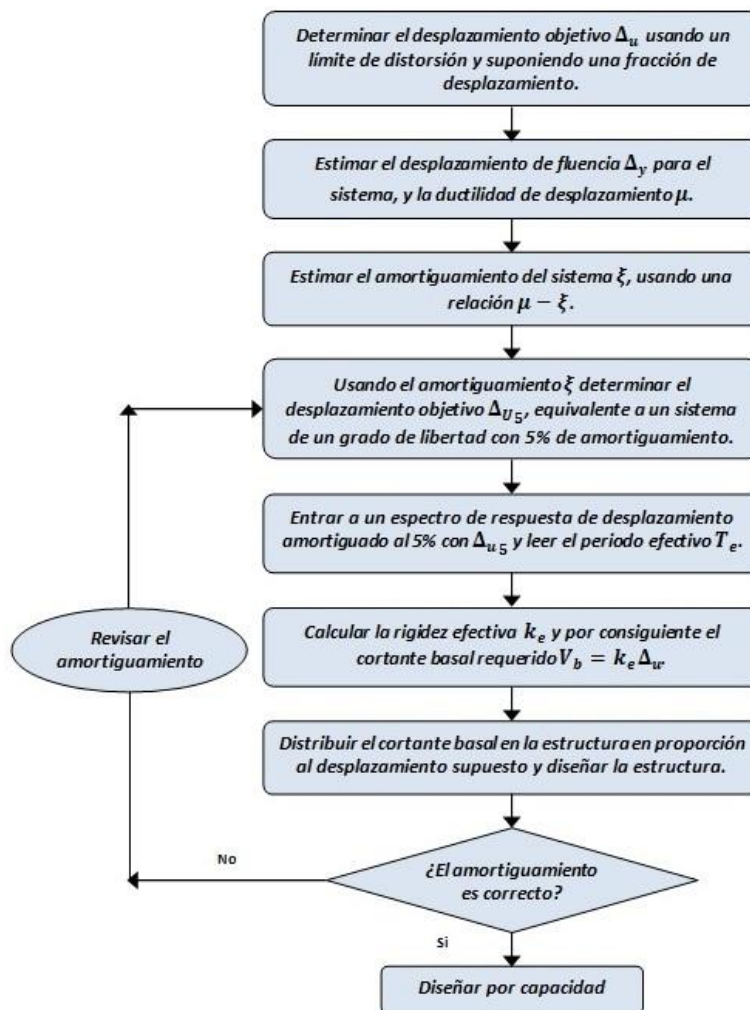 Determinar el desplazamiento objetivo Δu usando un
límite de distorsión y suponiendo una fracción de
desplazamiento.
Estimar el desplazamiento de fluencia Δy para el
sistema, y la ductilidad de desplazamiento μ.
Estimar el amortiguamiento del sistema ξ, usando una
relación μ − ξ.
Usando el amortiguamiento ξ determinar el
desplazamiento objetivo ΔU5, equivalente a un sistema
de un grado de libertad con 5% de amortiguamiento.
Entrar a un espectro de respuesta de desplazamiento
amortiguado al 5% con Δu5 y leer el periodo efectivo Te.
Calcular la rigidez efectiva ke y por consiguiente el
cortante basal requerido Vb = keΔu.
Revisar el
amortiguamiento
Distribuir el cortante basal en la estructura en proporción
al desplazamiento supuesto y diseñar la estructura.
No
¿El amortiguamiento
es correcto?
Si
Diseñar por capacidad